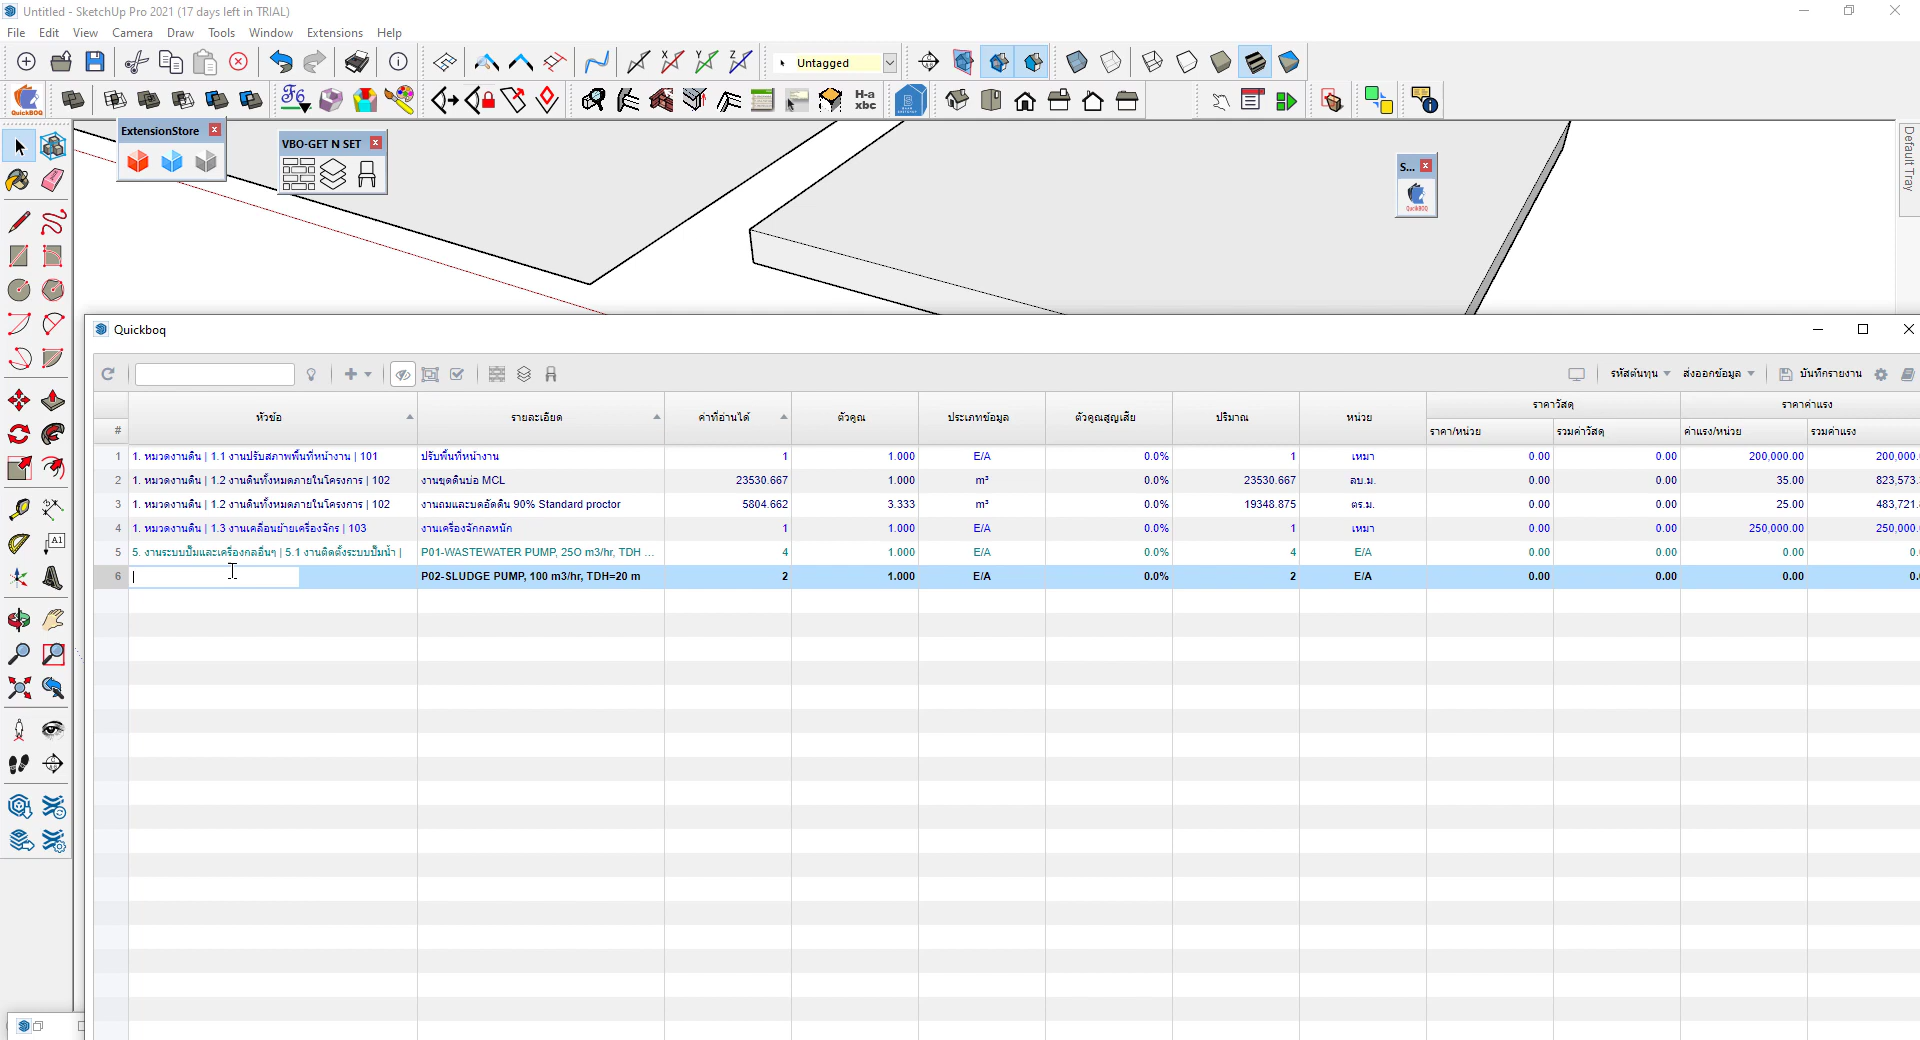 Untitled - SketchUp Pro 2021 (17 days left in TRIAL)
File Edit View Camera Draw Tools Window Extensions Help
Untagged
QuickBOQ
H-a
xbc
ExtensionStore
VBO-GET N SET
S...
QuickBOQ
Default Tray
A1
Quickboq
รหัสต้นทุน ส่งออกข้อมูล บันทึกรายงาน
# หัวข้อ รายละเอียด ค่าที่อ่านได้ ตัวคูณ ประเภทข้อมูล ตัวคูณสูญเสีย ปริมาณ หน่วย ราคาวัสดุ ราคาค่าแรง
ราคา/หน่วย รวมค่าวัสดุ ค่าแรง/หน่วย รวมค่าแรง
1 1. หมวดงานดิน | 1.1 งานปรับสภาพพื้นที่หน้างาน | 101 ปรับพื้นที่หน้างาน 1 1.000 E/A 0.0% 1 เหมา 0.00 0.00 200,000.00 200,000.
2 1. หมวดงานดิน | 1.2 งานดินทั้งหมดภายในโครงการ | 102 งานขุดดินบ่อ MCL 23530.667 1.000 m³ 0.0% 23530.667 ลบ.ม. 0.00 0.00 35.00 823,573.
3 1. หมวดงานดิน | 1.2 งานดินทั้งหมดภายในโครงการ | 102 งานถมและบดอัดดิน 90% Standard proctor 5804.662 3.333 m² 0.0% 19348.875 ตร.ม. 0.00 0.00 25.00 483,721.
4 1. หมวดงานดิน | 1.3 งานเคลื่อนย้ายเครื่องจักร | 103 งานเครื่องจักกลหนัก 1 1.000 E/A 0.0% 1 เหมา 0.00 0.00 250,000.00 250,000.
5 5. งานระบบปั๊มและเครื่องกลอื่นๆ | 5.1 งานติดตั้งระบบปั๊มน้ำ | P01-WASTEWATER PUMP, 25O m3/hr, TDH ... 4 1.000 E/A 0.0% 4 E/A 0.00 0.00 0.00 0.
6 P02-SLUDGE PUMP, 100 m3/hr, TDH=20 m 2 1.000 E/A 0.0% 2 E/A 0.00 0.00 0.00 0.